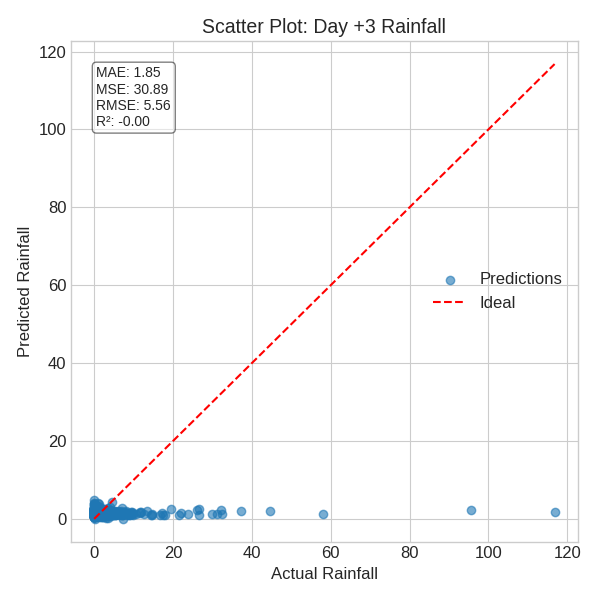 Scatter Plot: Day +3 Rainfall
MAE: 1.85
MSE: 30.89
RMSE: 5.56
R²: -0.00
120
100
80
60
40
20
0
Predicted Rainfall
Predictions
Ideal
0 20 40 60 80 100 120
Actual Rainfall